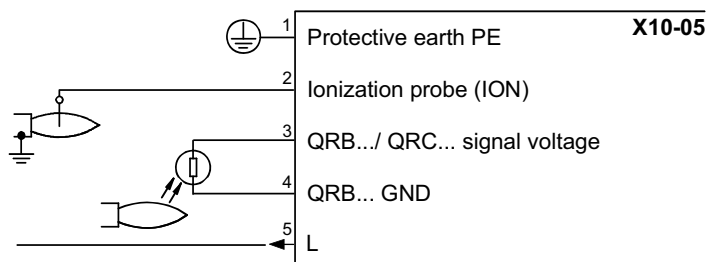 X10-05
1 Protective earth PE
2 Ionization probe (ION)
3 QRB.../ QRC... signal voltage
4 QRB... GND
5 L